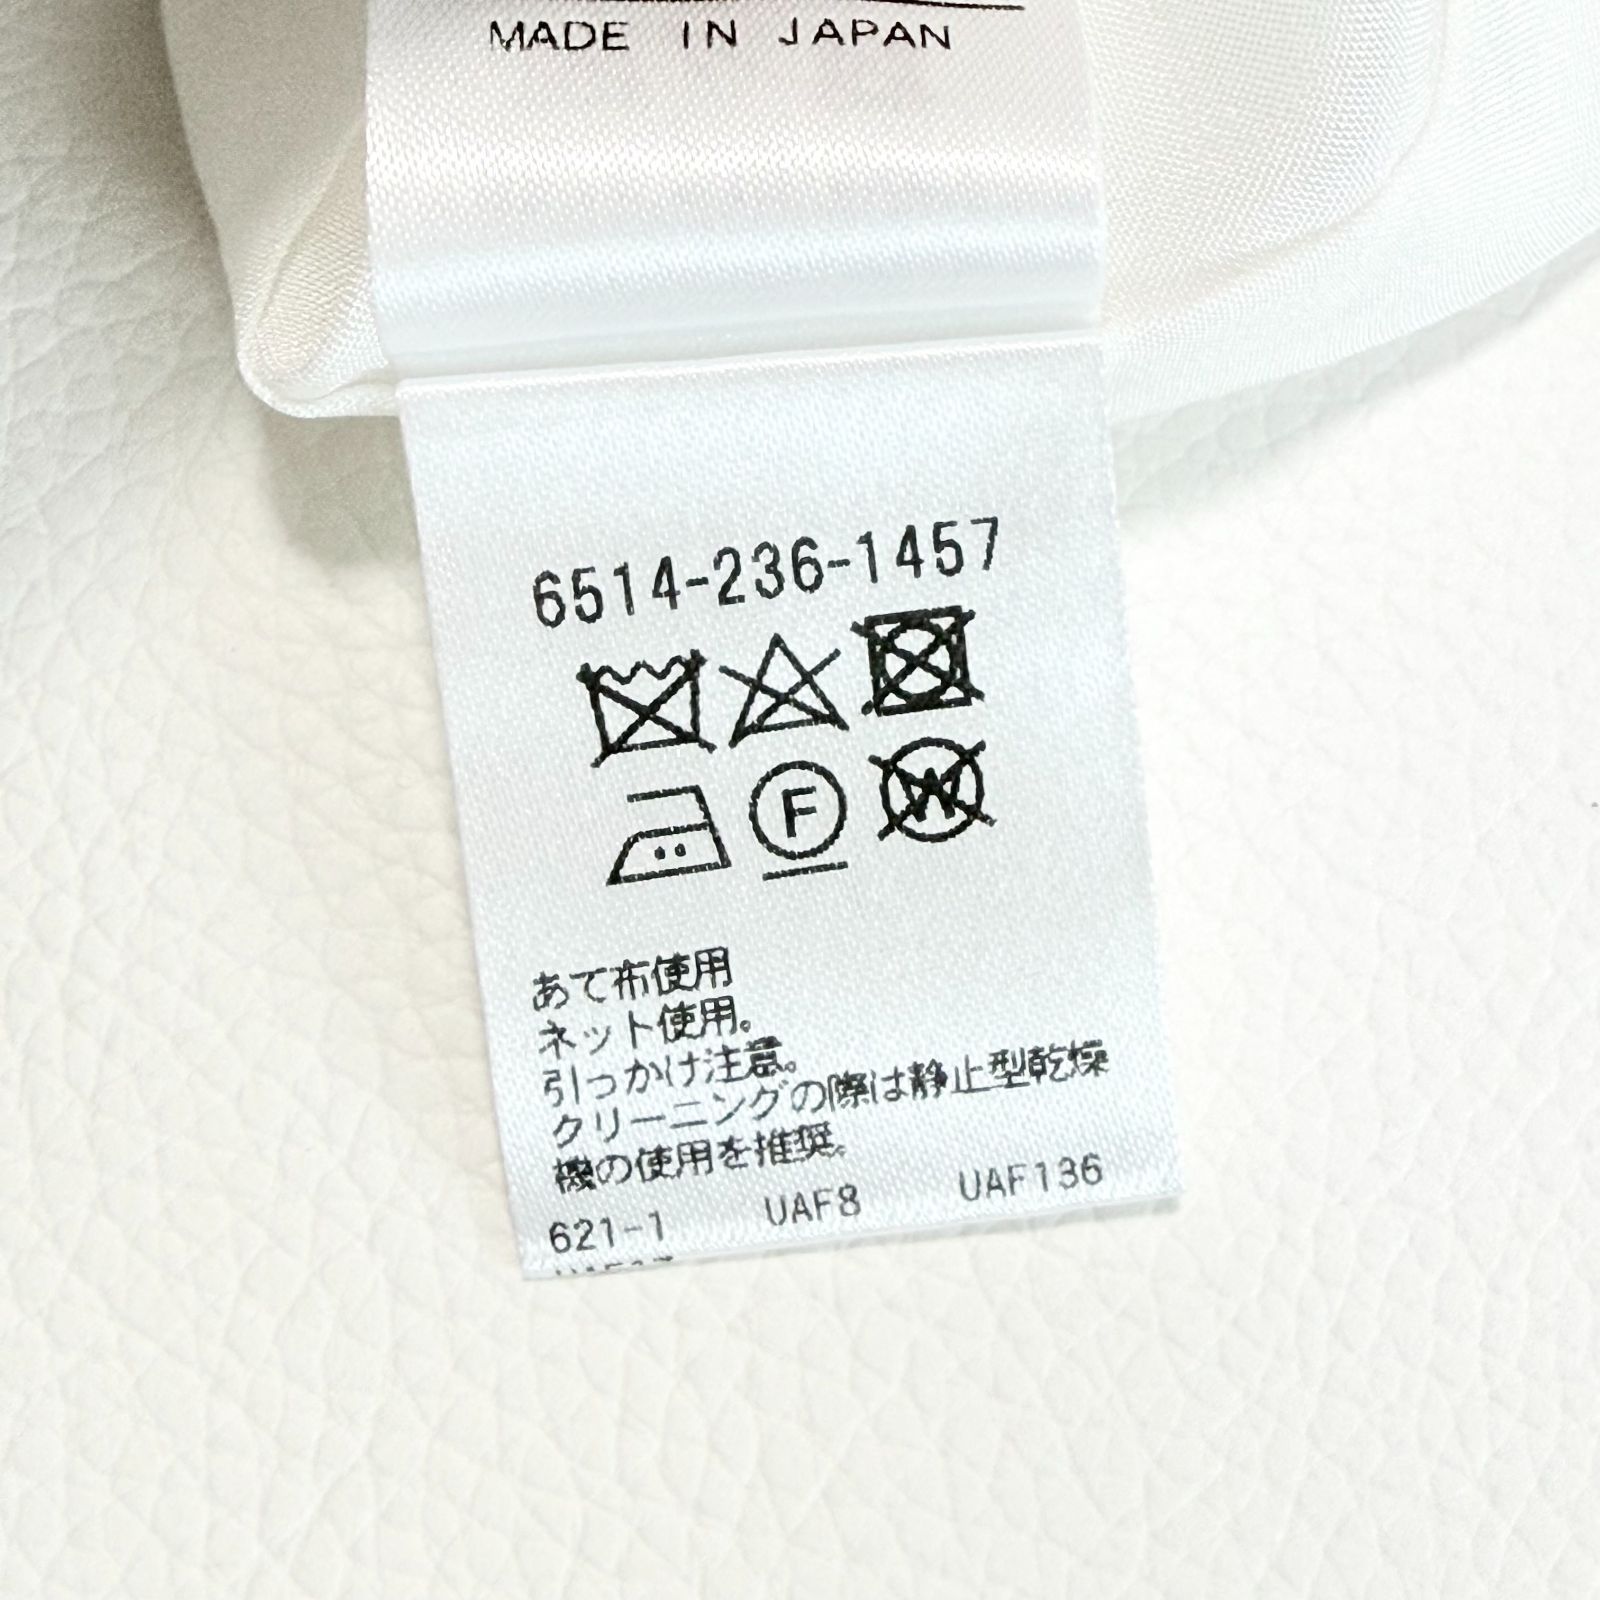 MADE IN JAPAN
6514-236-1457
F W
あて布使用
ネット使用。
引っかけ注意。
クリーニングの際は静止型乾燥
機の使用を推奨。
621-1 UAF8 UAF136